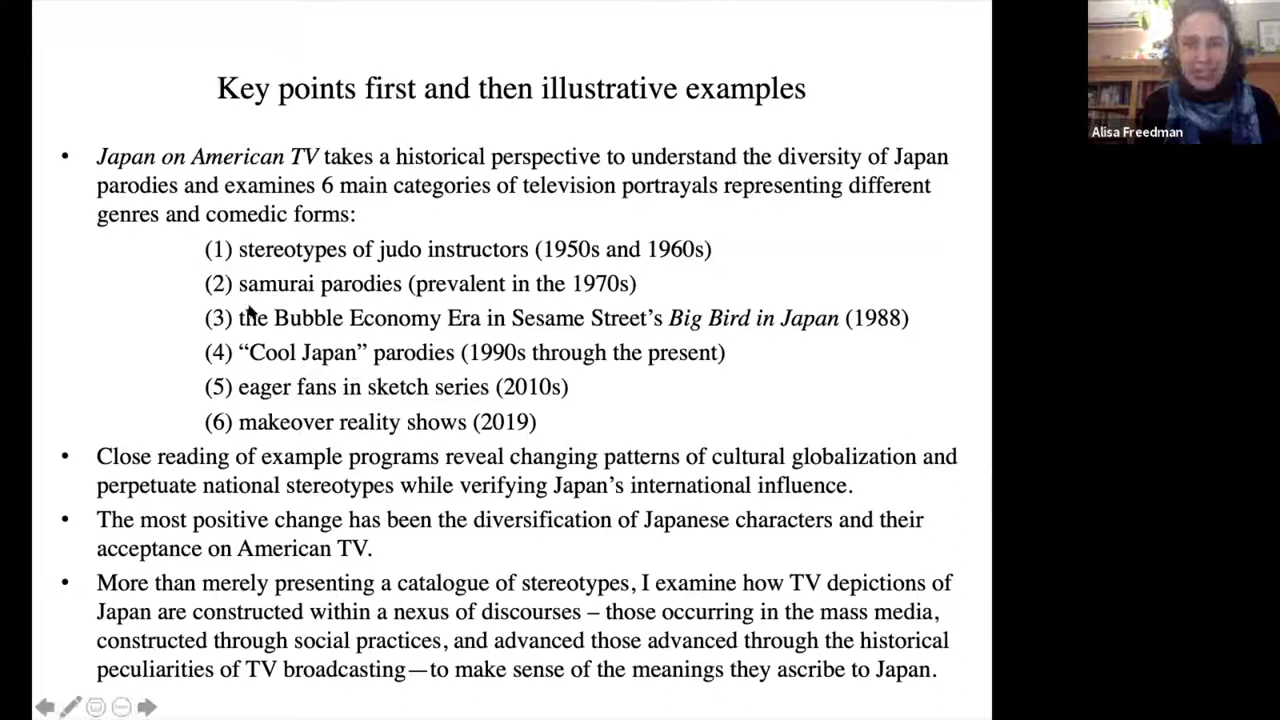 Key points first and then illustrative examples
• Japan on American TV takes a historical perspective to understand the diversity of Japan
parodies and examines 6 main categories of television portrayals representing different
genres and comedic forms:
(1) stereotypes of judo instructors (1950s and 1960s)
(2) samurai parodies (prevalent in the 1970s)
(3) the Bubble Economy Era in Sesame Street’s Big Bird in Japan (1988)
(4) “Cool Japan” parodies (1990s through the present)
(5) eager fans in sketch series (2010s)
(6) makeover reality shows (2019)
• Close reading of example programs reveal changing patterns of cultural globalization and
perpetuate national stereotypes while verifying Japan’s international influence.
• The most positive change has been the diversification of Japanese characters and their
acceptance on American TV.
• More than merely presenting a catalogue of stereotypes, I examine how TV depictions of
Japan are constructed within a nexus of discourses – those occurring in the mass media,
constructed through social practices, and advanced those advanced through the historical
peculiarities of TV broadcasting—to make sense of the meanings they ascribe to Japan.
Alisa Freedman